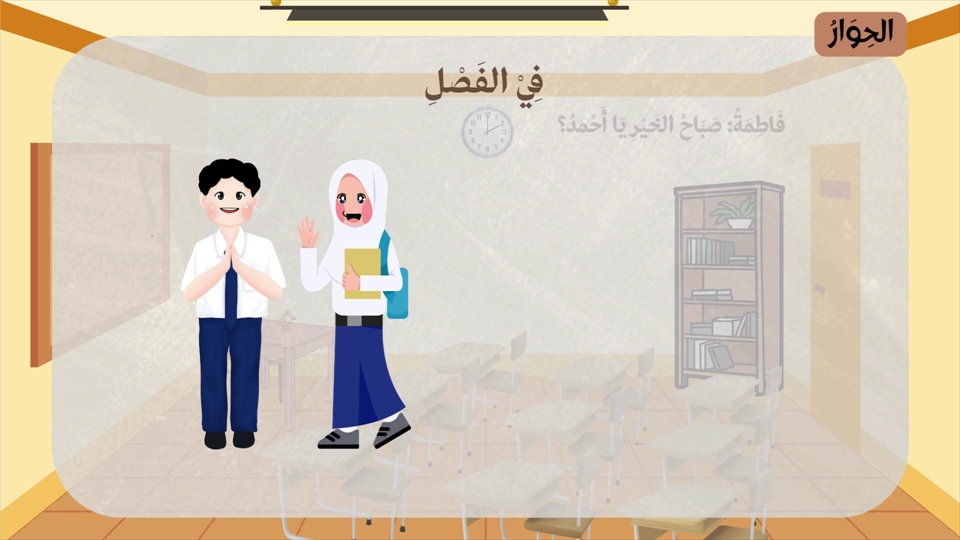 الحِوَارُ
فِيْ الفَصْلِ
فَاطِمَةُ: صَبَاحُ الخَيْرِ يَا أَحْمَدُ؟